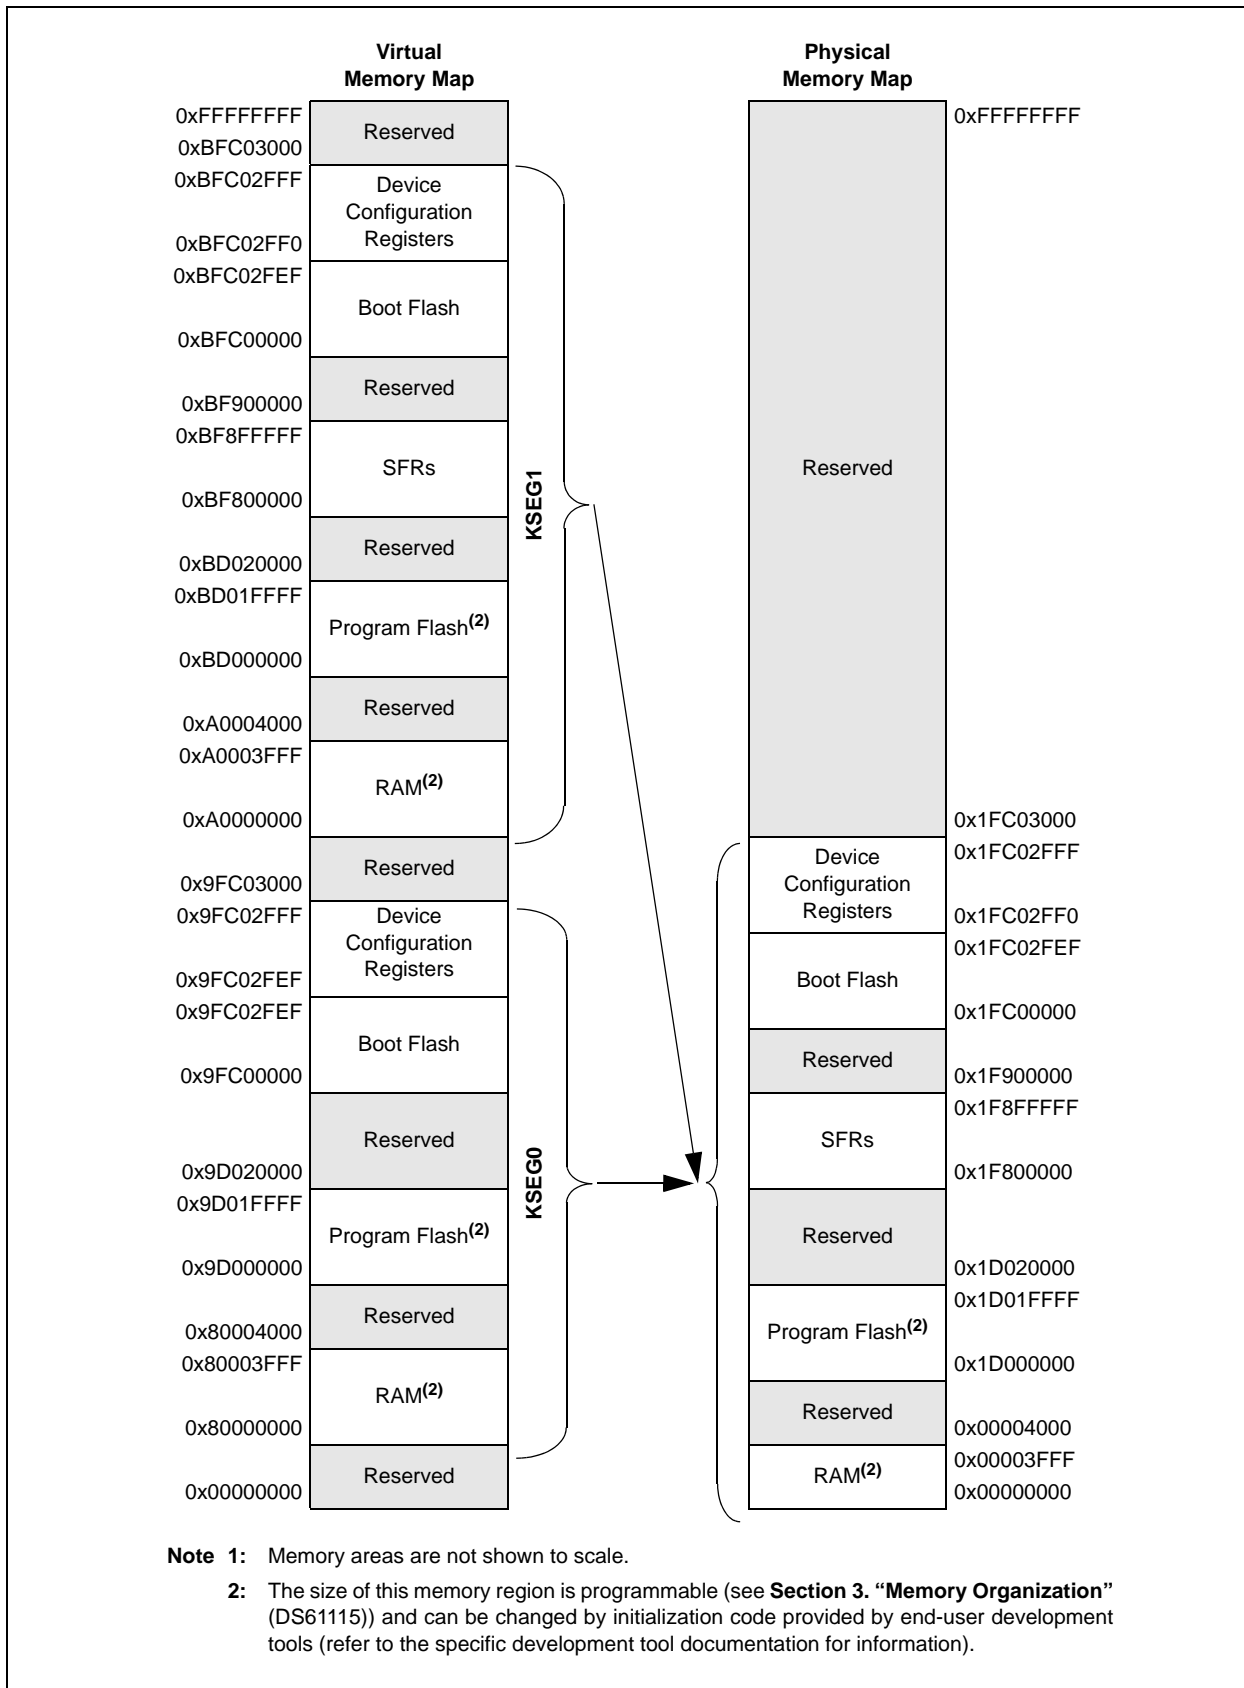 Virtual
Memory Map
0xFFFFFFFF
Reserved
0xBFC03000
0xBFC02FFF
Device
Configuration
Registers
0xBFC02FF0
0xBFC02FEF
Boot Flash
0xBFC00000
Reserved
0xBF900000
0xBF8FFFFF
SFRs
0xBF800000
Reserved
0xBD020000
0xBD01FFFF
Program Flash(2)
0xBD000000
Reserved
0xA0004000
0xA0003FFF
RAM(2)
0xA0000000
KSEG1
Reserved
0x9FC03000
0x9FC02FFF
Device
Configuration
Registers
0x9FC02FEF
0x9FC02FEF
Boot Flash
0x9FC00000
Reserved
0x9D020000
0x9D01FFFF
Program Flash(2)
0x9D000000
Reserved
0x80004000
0x80003FFF
RAM(2)
0x80000000
KSEG0
Reserved
0x00000000
Physical
Memory Map
0xFFFFFFFF
Reserved
0x1FC03000
0x1FC02FFF
Device
Configuration
Registers
0x1FC02FF0
0x1FC02FEF
Boot Flash
0x1FC00000
Reserved
0x1F900000
0x1F8FFFFF
SFRs
0x1F800000
Reserved
0x1D020000
0x1D01FFFF
Program Flash(2)
0x1D000000
Reserved
0x00004000
0x00003FFF
RAM(2)
0x00000000
Note 1: Memory areas are not shown to scale.
2: The size of this memory region is programmable (see Section 3. “Memory Organization”
(DS61115)) and can be changed by initialization code provided by end-user development
tools (refer to the specific development tool documentation for information).